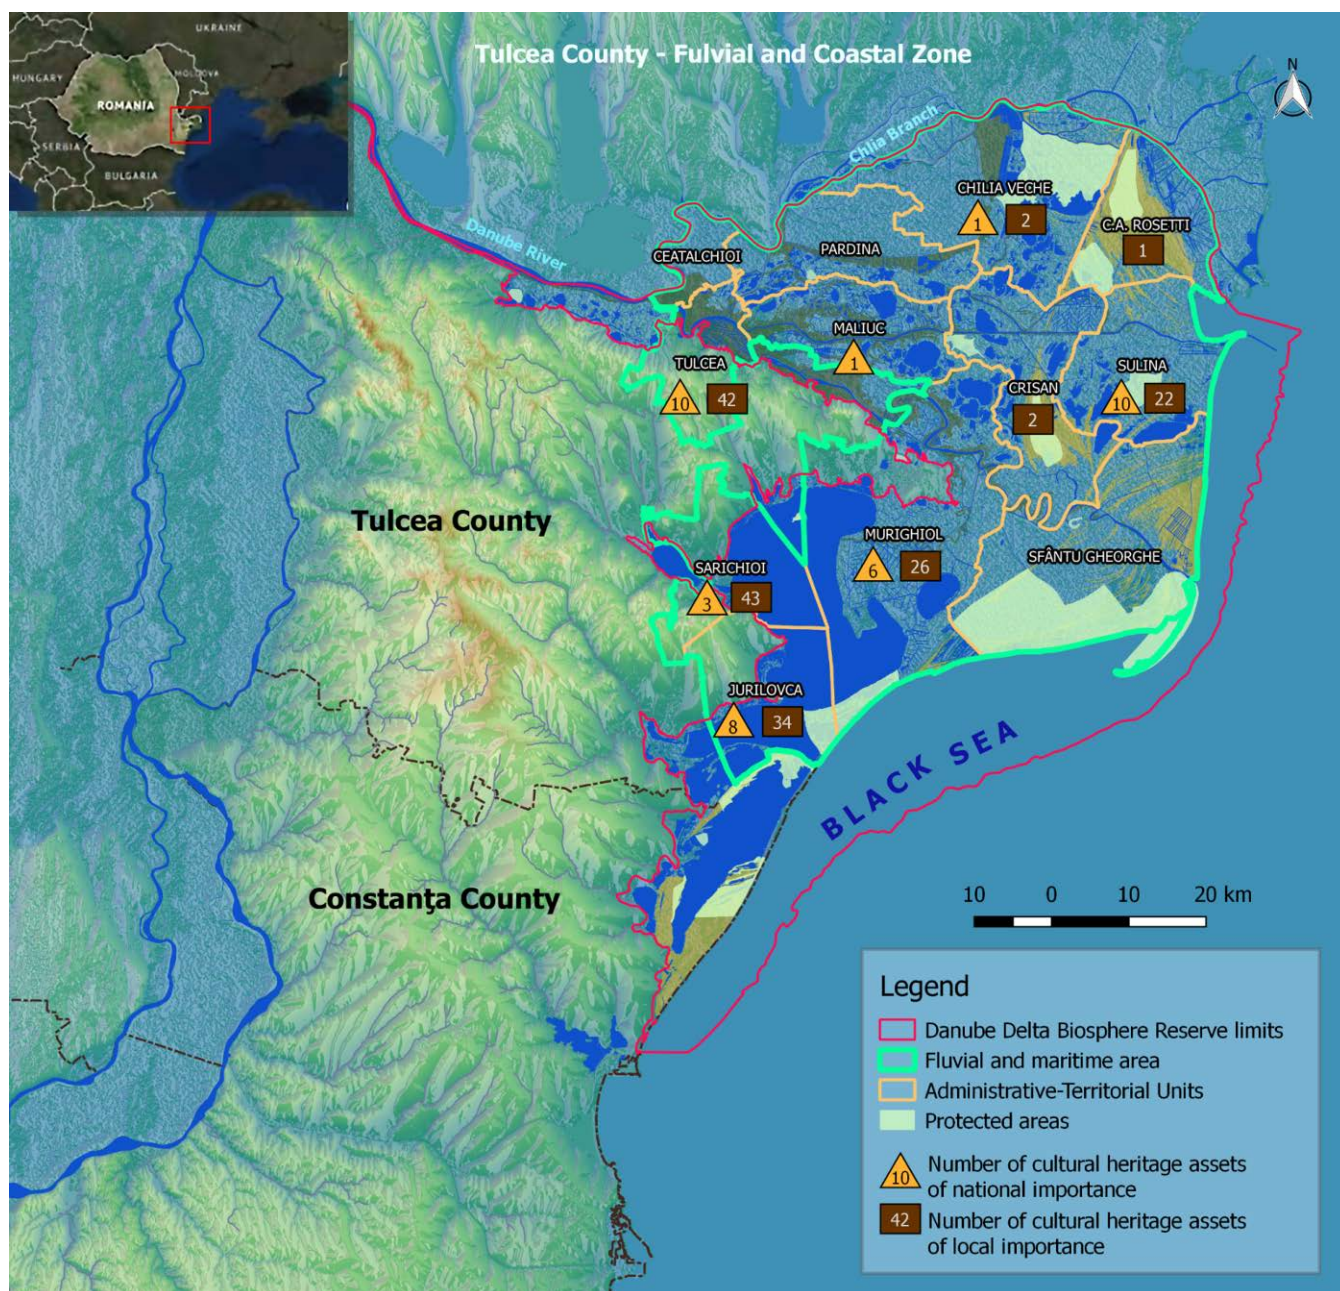 UKRAINE
HUNGARY
MOLDOVA
ROMANIA
SERBIA
BULGARIA
Tulcea County - Fulvial and Coastal Zone
N
Chlia Branch
Danube River
CHILIA VECHE
1
2
C.A. ROSETTI
1
CEATALCHIOI
PARDINA
MALIUC
1
TULCEA
10
42
CRISAN
2
SULINA
10
22
Tulcea County
MURIGHIOL
6
26
SFÂNTU GHEORGHE
SARICHIOI
3
43
JURILOVCA
8
34
BLACK SEA
Constanţa County
10 0 10 20 km
Legend
Danube Delta Biosphere Reserve limits
Fluvial and maritime area
Administrative-Territorial Units
Protected areas
10 Number of cultural heritage assets
of national importance
42 Number of cultural heritage assets
of local importance